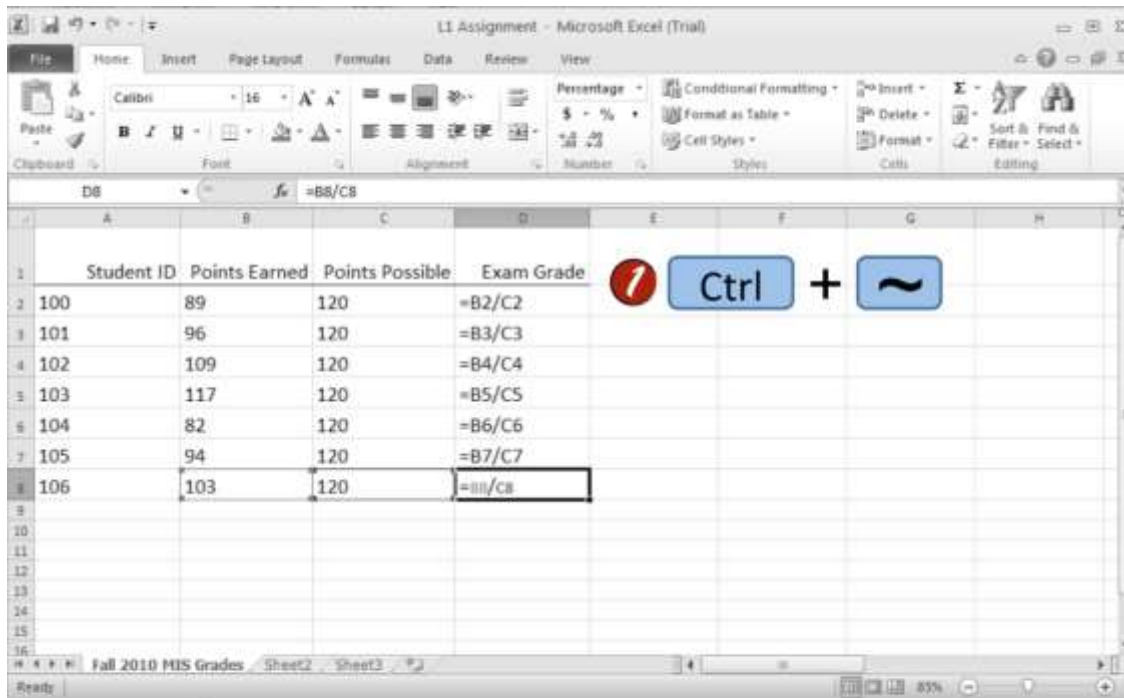 L1 Assignment - Microsoft Excel (Trial)
File Home Insert Page Layout Formulas Data Review View
Calibri 16 A A Percentage Conditional Formatting Insert Σ
Paste B I U A $ % Format as Table Delete Sort & Find &
Cell Styles Format Filter Select
Clipboard Font Alignment Number Styles Cells Editing
D8 fx =B8/C8
A B C D E F G H
1 Student ID Points Earned Points Possible Exam Grade 1 Ctrl + ~
2 100 89 120 =B2/C2
3 101 96 120 =B3/C3
4 102 109 120 =B4/C4
5 103 117 120 =B5/C5
6 104 82 120 =B6/C6
7 105 94 120 =B7/C7
8 106 103 120 =B8/C8
9
10
11
12
13
14
15
16
Fall 2010 MIS Grades Sheet2 Sheet3
Ready 85%